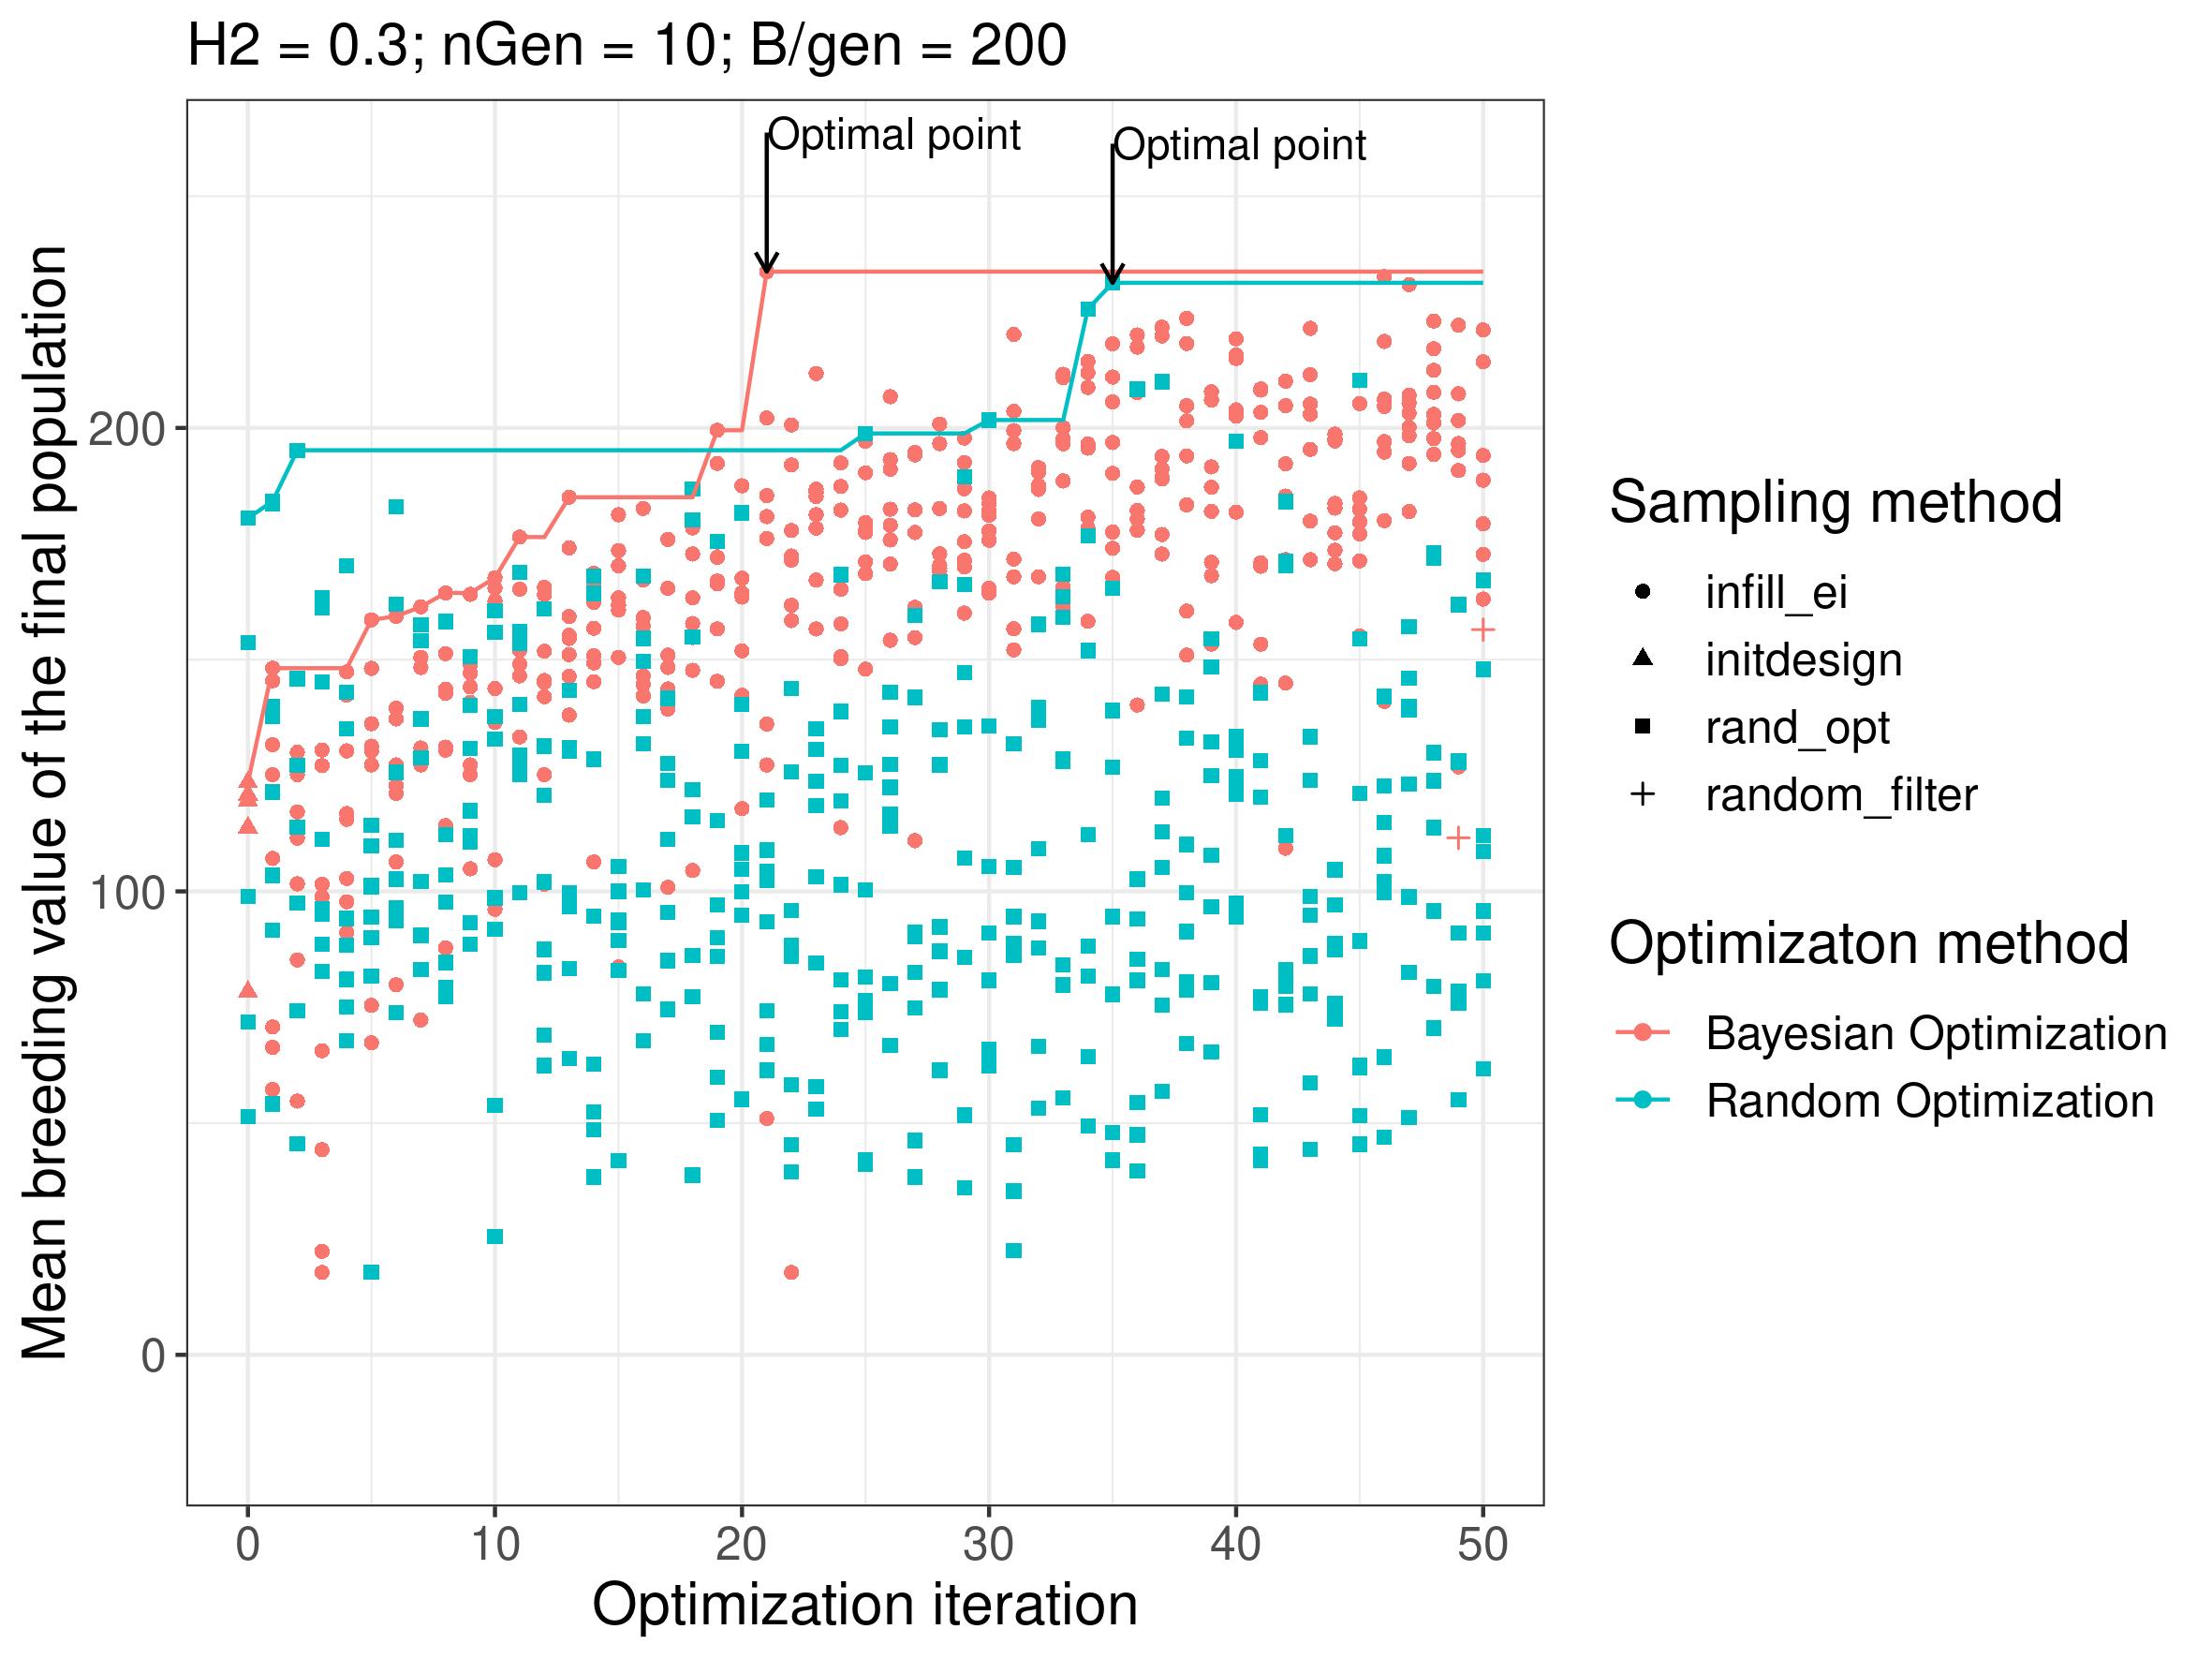 H2 = 0.3; nGen = 10; B/gen = 200
Optimal point
Optimal point
Mean breeding value of the final population
200
100
0
0 10 20 30 40 50
Optimization iteration
Sampling method
infill_ei
initdesign
rand_opt
random_filter
Optimizaton method
Bayesian Optimization
Random Optimization